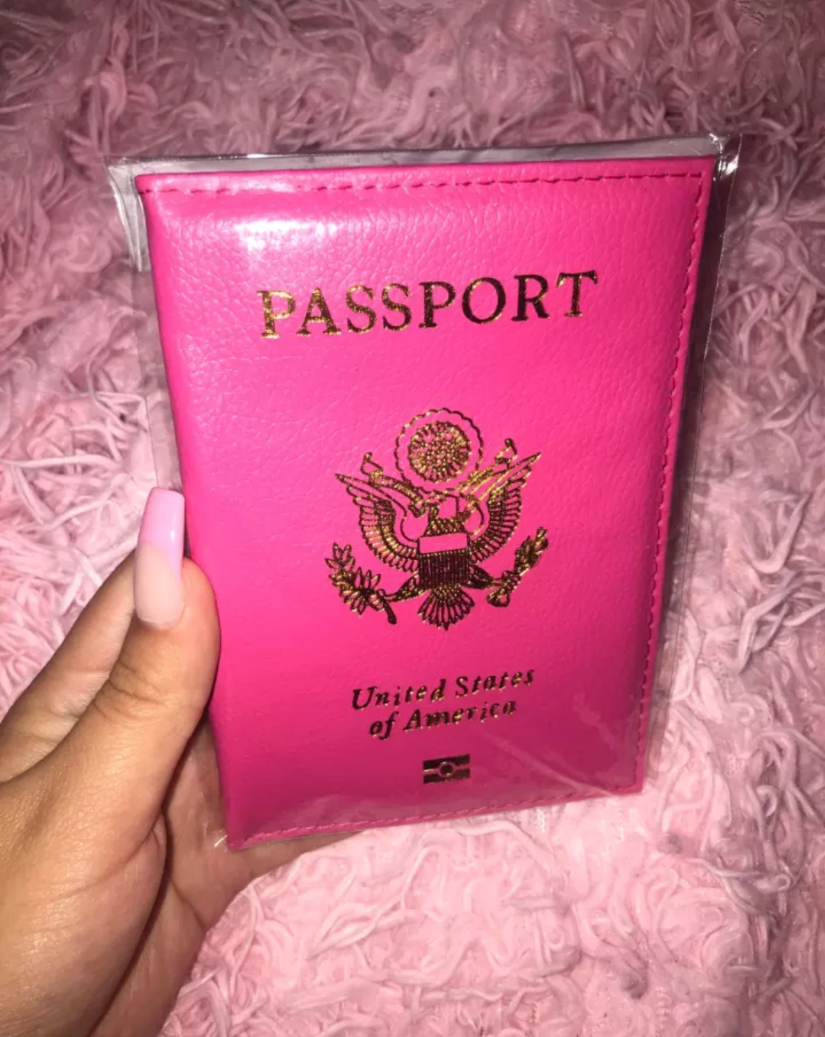 PASSPORT
United States
of America